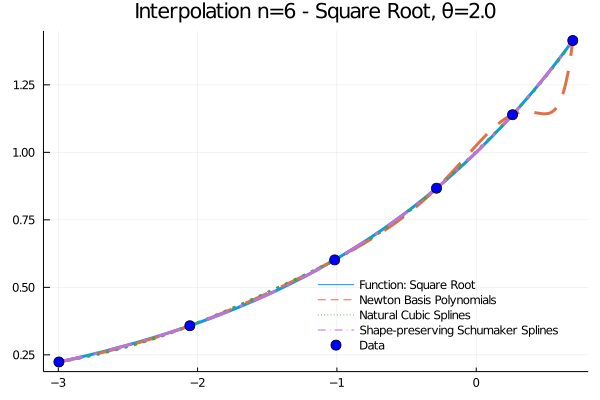 Interpolation n=6 - Square Root, θ=2.0
1.25
1.00
0.75
0.50
0.25
Function: Square Root
Newton Basis Polynomials
Natural Cubic Splines
Shape-preserving Schumaker Splines
Data
−3
−2
−1
0